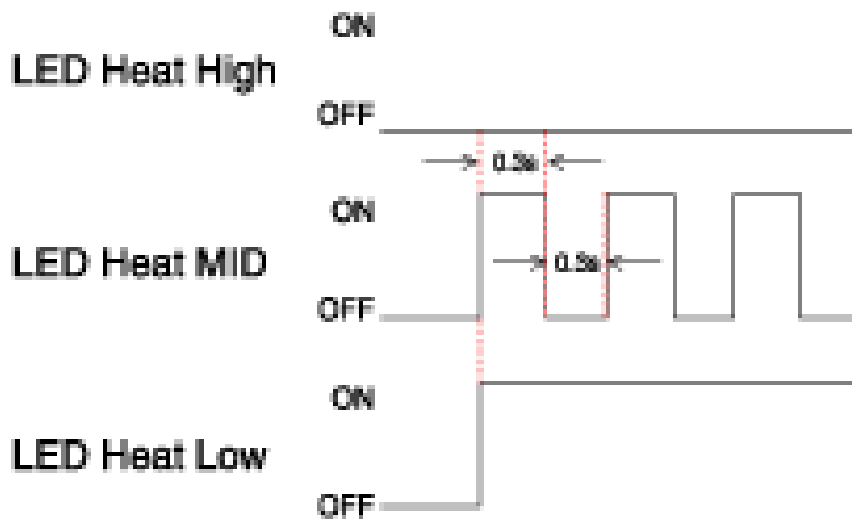 ON
LED Heat High
OFF
0.3s
ON
LED Heat MID
0.3s
OFF
ON
LED Heat Low
OFF